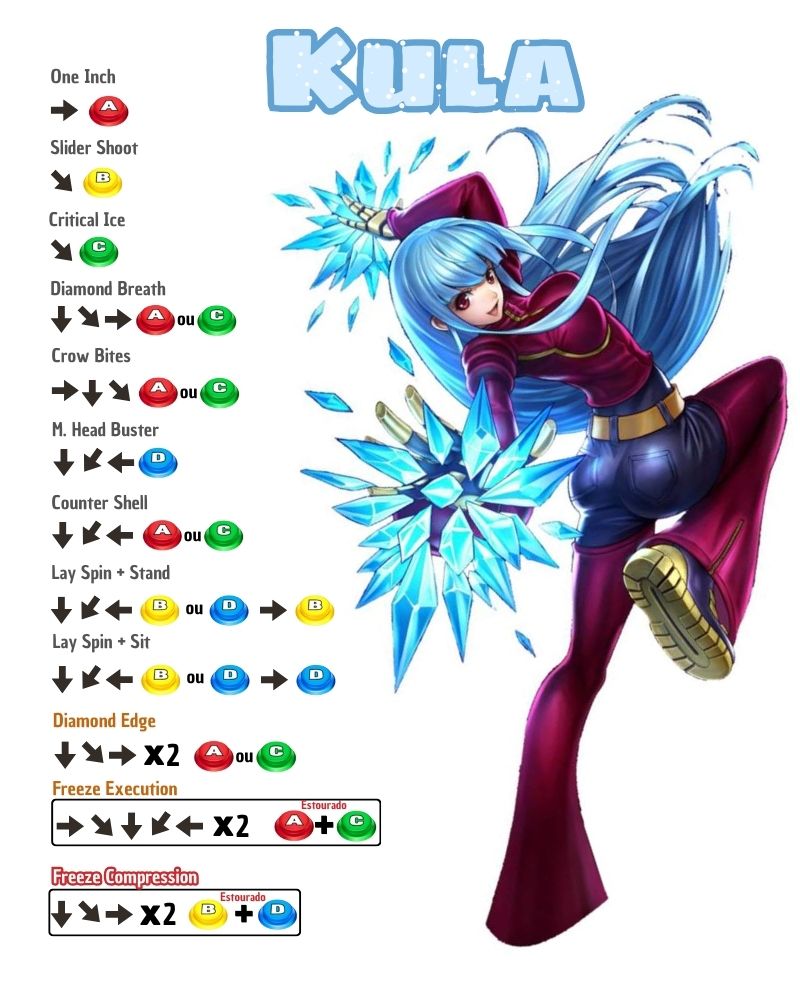 KULA
One Inch
A
Slider Shoot
B
Critical Ice
C
Diamond Breath
A ou C
Crow Bites
A ou C
M. Head Buster
D
Counter Shell
A ou C
Lay Spin + Stand
B ou D B
Lay Spin + Sit
B ou D D
Diamond Edge
x2 A ou C
Freeze Execution
Estourado
x2 A + C
Freeze Compression
Estourado
x2 B + D